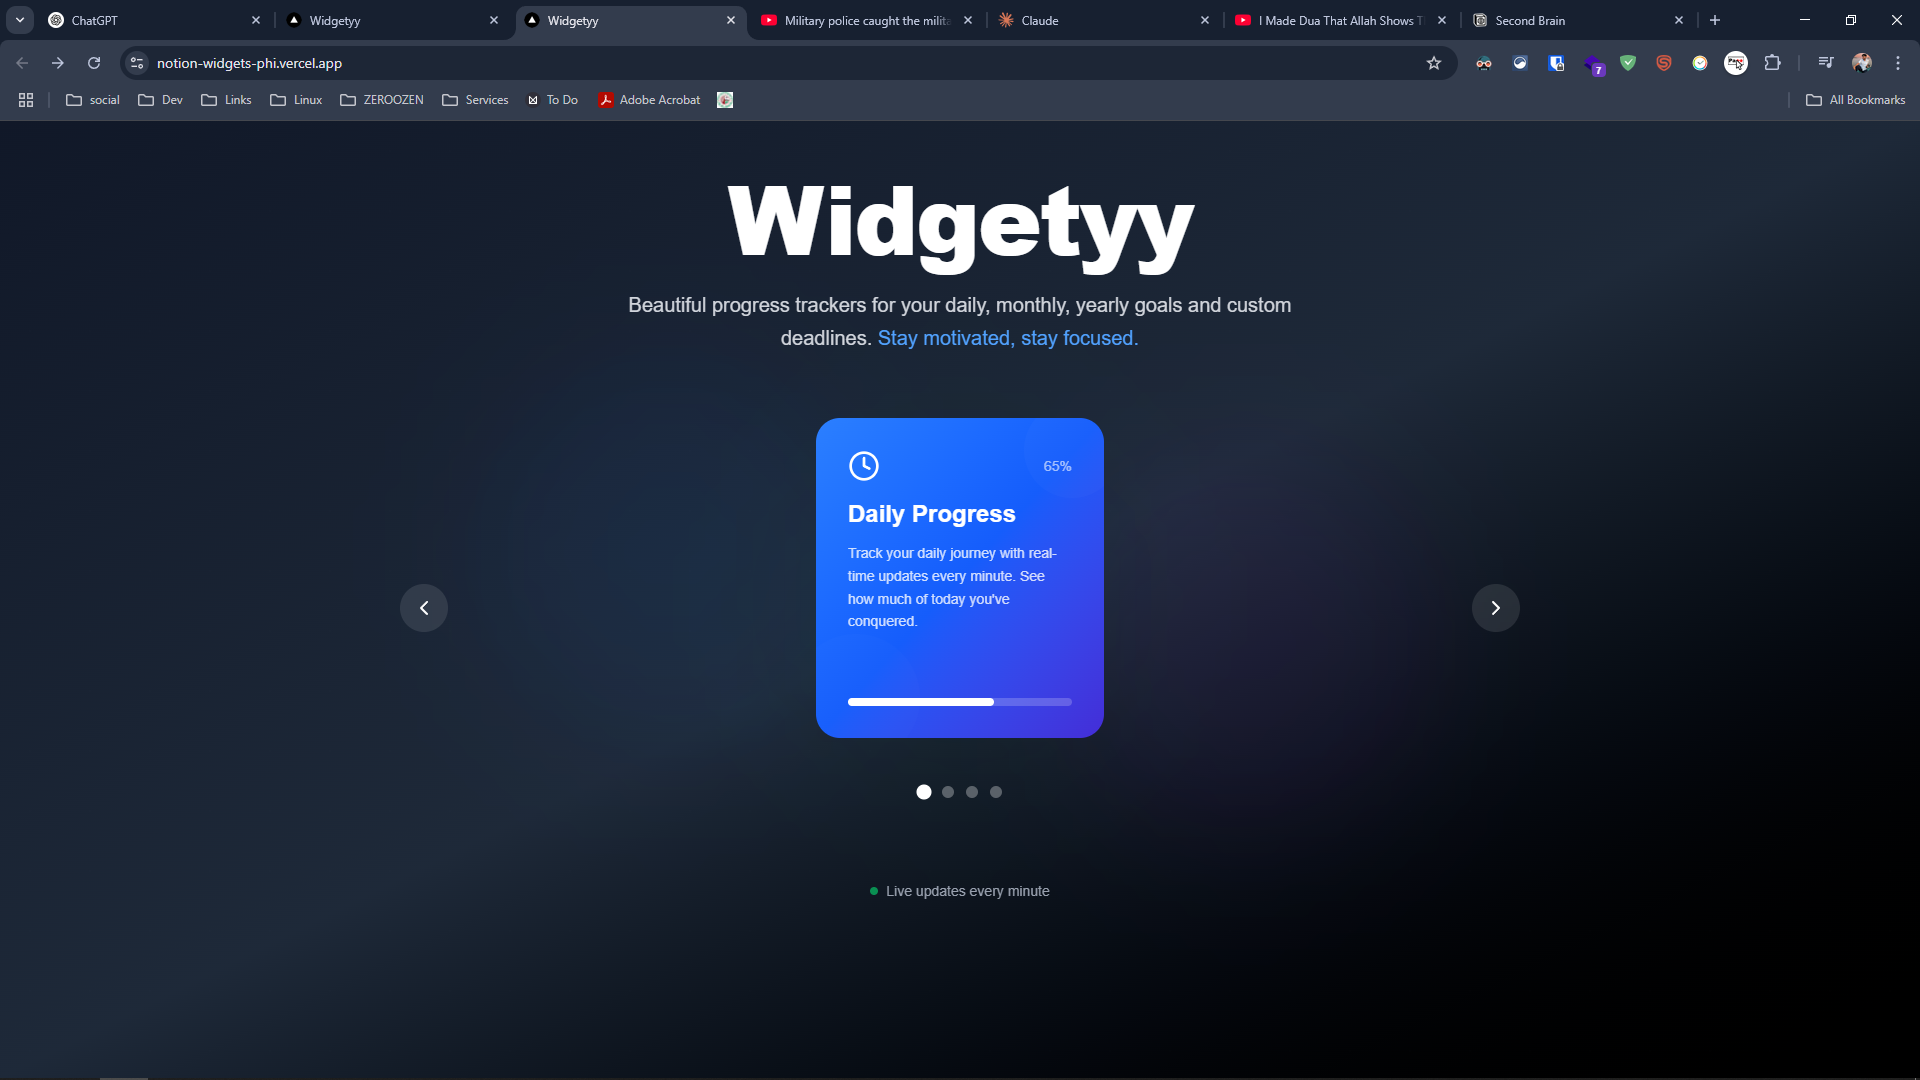 ChatGPT
Widgetyy
Widgetyy
Military police caught the milita
Claude
I Made Dua That Allah Shows T
Second Brain
notion-widgets-phi.vercel.app
7
social
Dev
Links
Linux
ZEROOZEN
Services
To Do
Adobe Acrobat
All Bookmarks
Widgetyy
Beautiful progress trackers for your daily, monthly, yearly goals and custom
deadlines. Stay motivated, stay focused.
65%
Daily Progress
Track your daily journey with real-
time updates every minute. See
how much of today you've
conquered.
Live updates every minute